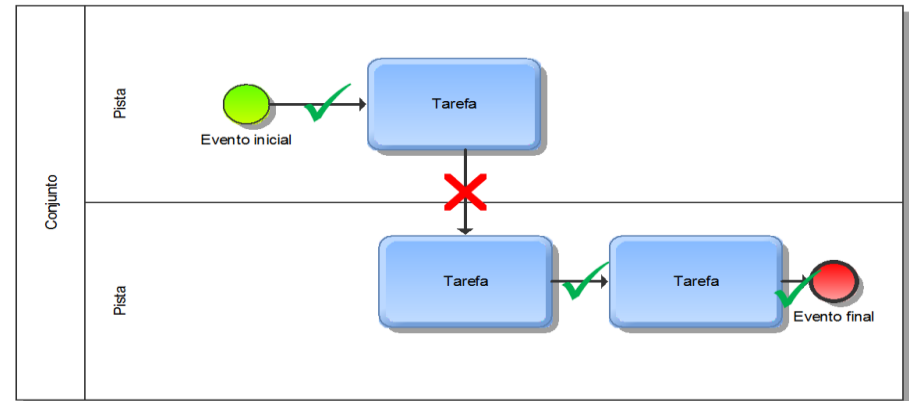 Conjunto
Pista
Evento inicial
Tarefa
Pista
Tarefa
Tarefa
Evento final